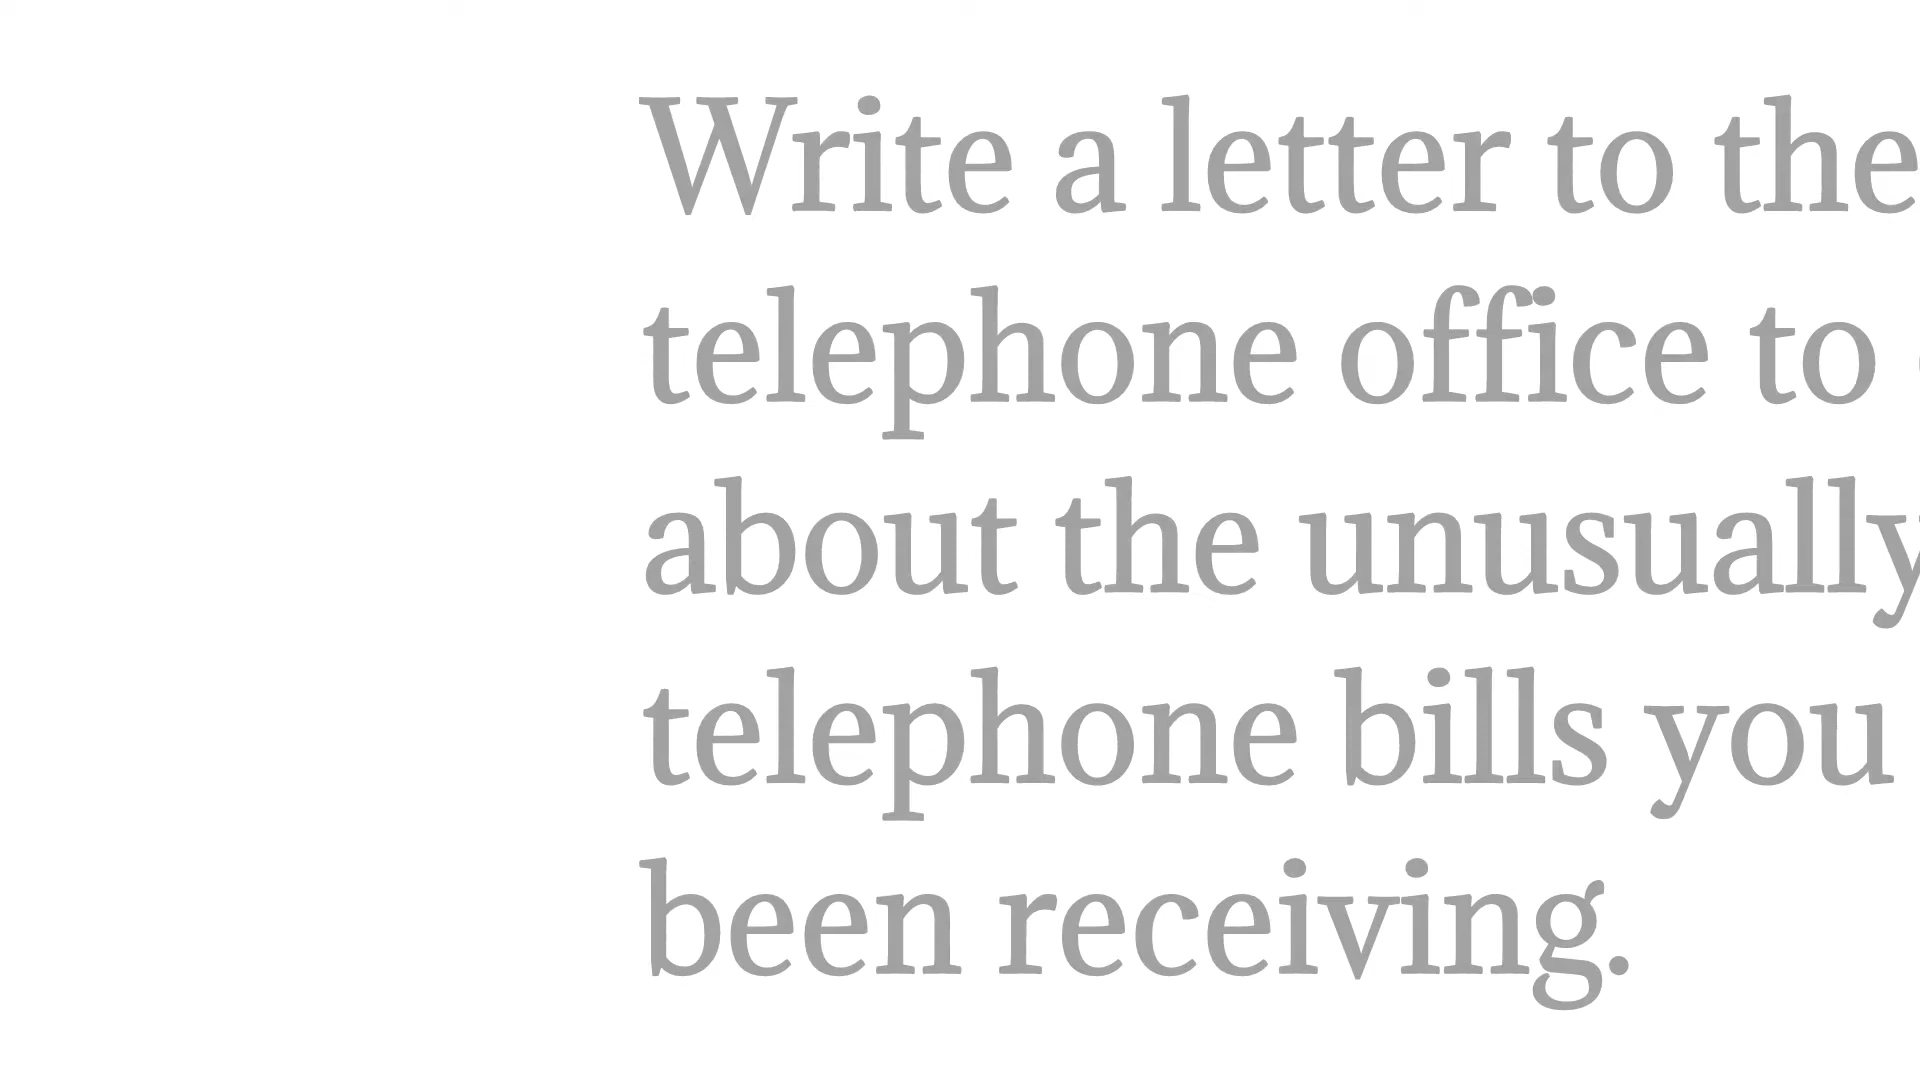 Write a letter to the
telephone office to
about the unusually
telephone bills you
been receiving.